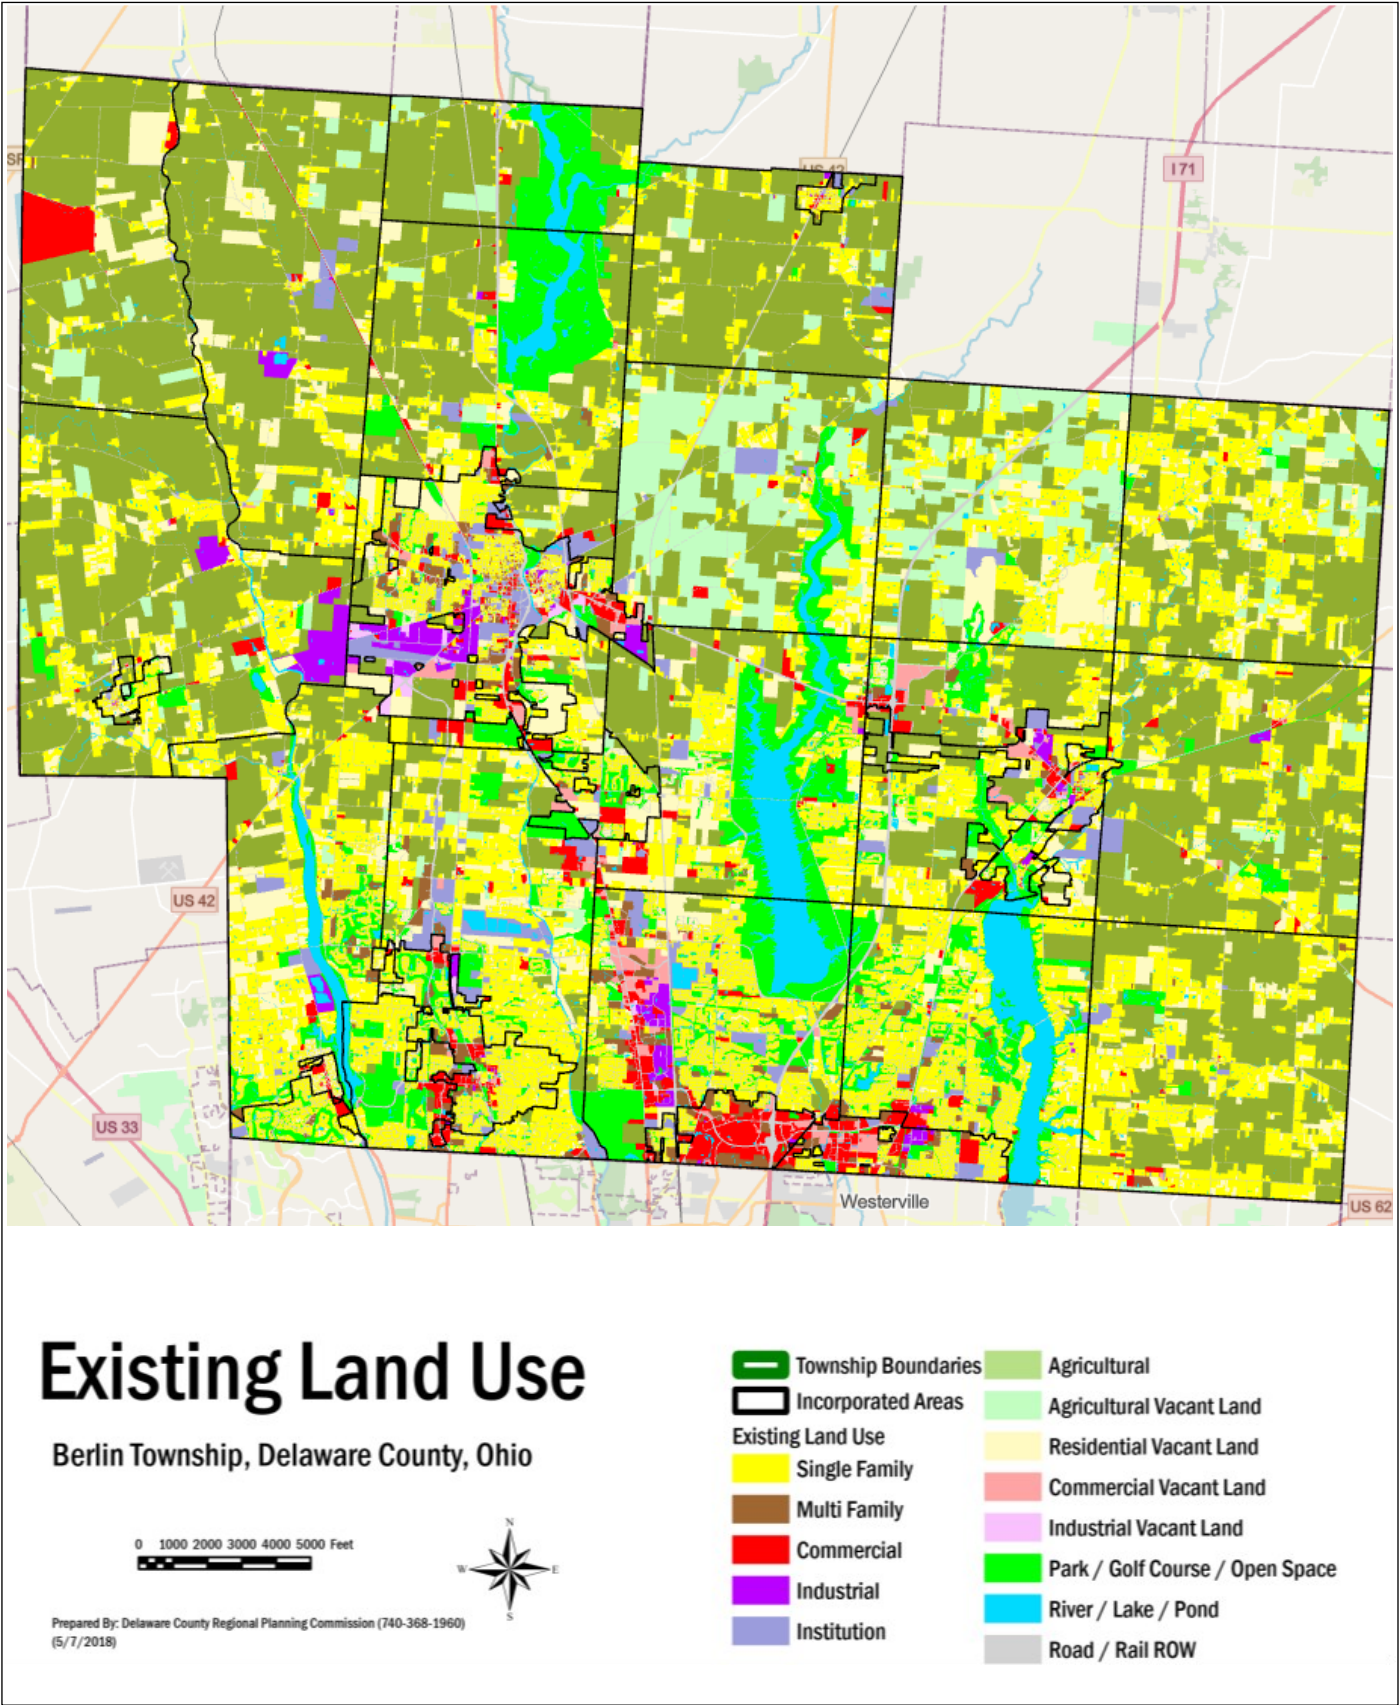 US 42
I 71
US 42
US 33
Westerville
US 62
Existing Land Use
Berlin Township, Delaware County, Ohio
0 1000 2000 3000 4000 5000 Feet
N
W E
S
Prepared By: Delaware County Regional Planning Commission (740-368-1960)
(5/7/2018)
Township Boundaries
Incorporated Areas
Existing Land Use
Single Family
Multi Family
Commercial
Industrial
Institution
Agricultural
Agricultural Vacant Land
Residential Vacant Land
Commercial Vacant Land
Industrial Vacant Land
Park / Golf Course / Open Space
River / Lake / Pond
Road / Rail ROW